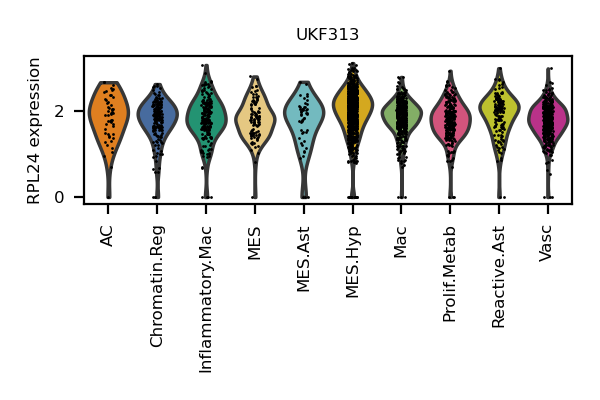 UKF313
RPL24 expression
2
0
AC
Chromatin.Reg
Inflammatory.Mac
MES
MES.Ast
MES.Hyp
Mac
Prolif.Metab
Reactive.Ast
Vasc